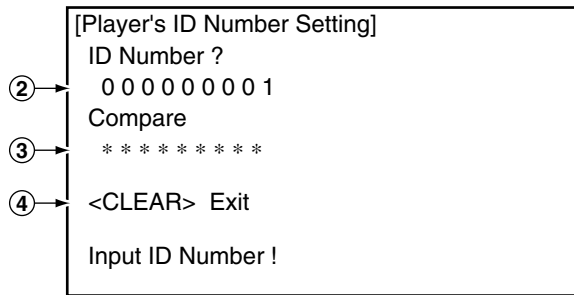 [Player's ID Number Setting]
ID Number ?
② 0 0 0 0 0 0 0 0 1
Compare
③ * * * * * * * * *
④ <CLEAR> Exit
Input ID Number !